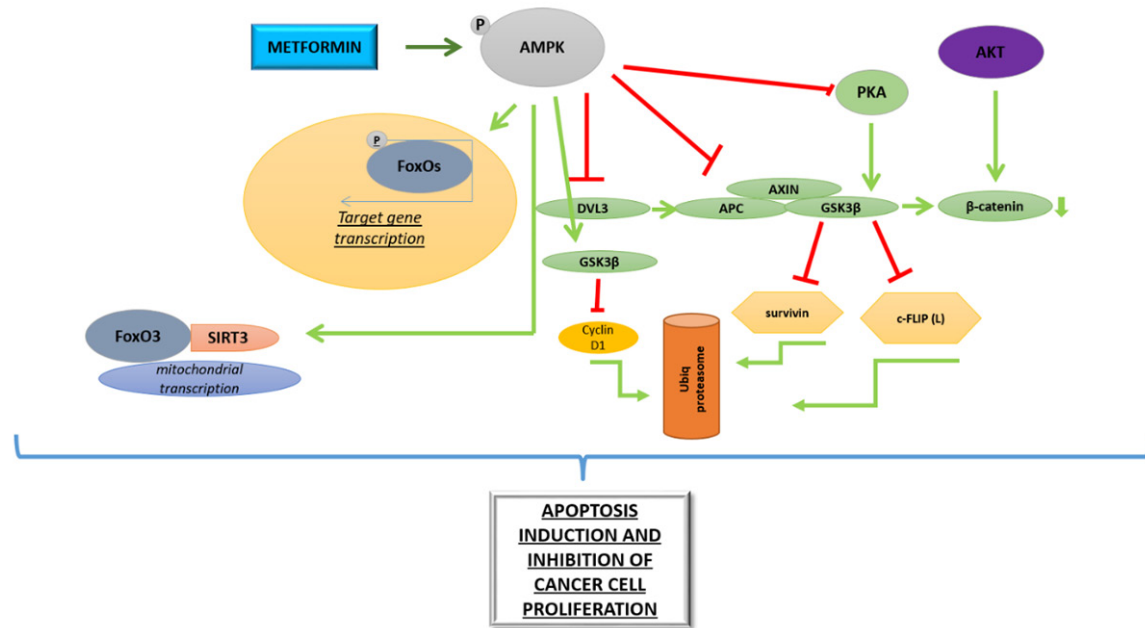 METFORMIN
P
AMPK
AKT
PKA
P
FoxOs
Target gene
transcription
DVL3
APC
AXIN
GSK3β
β-catenin
GSK3β
Cyclin
D1
survivin
c-FLIP (L)
Ubiq
proteasome
FoxO3
SIRT3
mitochondrial
transcription
APOPTOSIS
INDUCTION AND
INHIBITION OF
CANCER CELL
PROLIFERATION